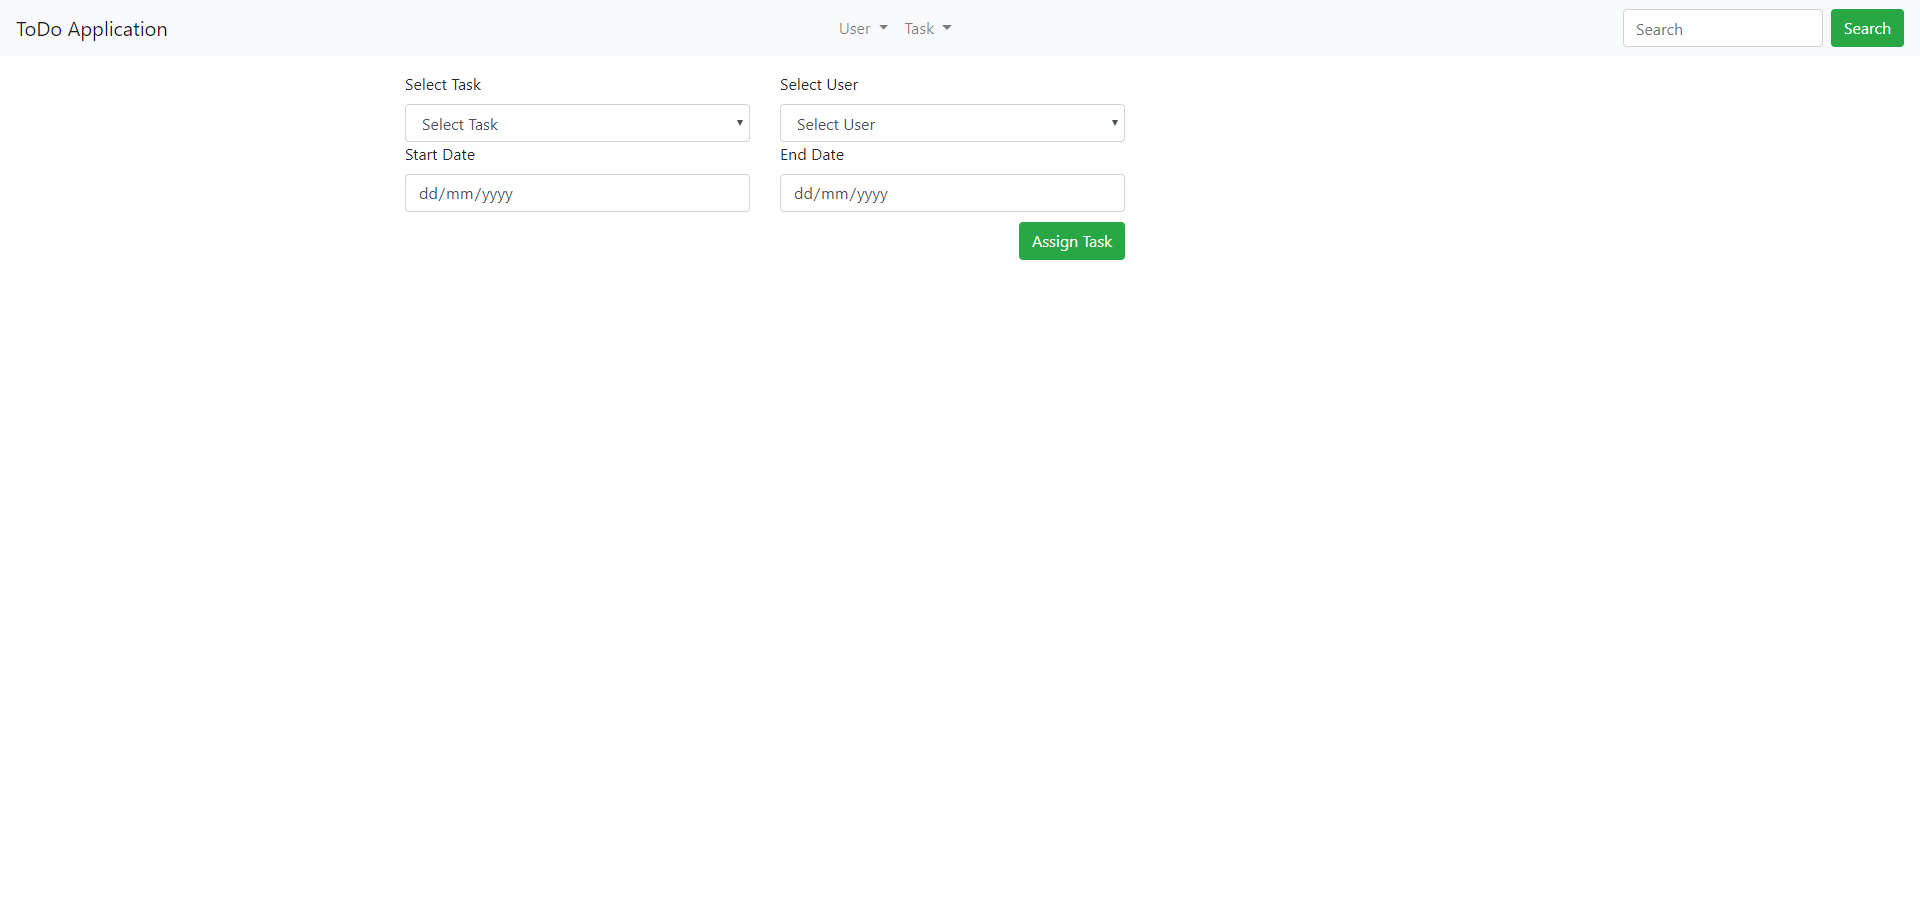 ToDo Application User Task Search Search
Select Task Select User
Select Task Select User
Start Date End Date
dd/mm/yyyy dd/mm/yyyy
Assign Task